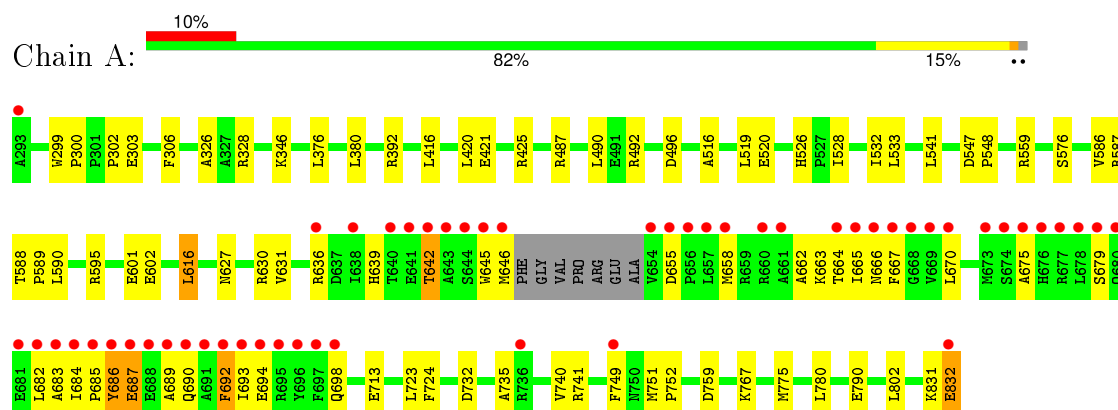 10%
Chain A:
82%
15%
A293 W299 P300 P301 P302 E303 F306 A326 A327 R328 K346 L376 L380 R392 L416 L420 E421 R425 R487 L490 E491 R492 D496 A516 L519 E520 H526 P527 I528 I532 L533 L541 D547 P548 R559 S576 V586 R587
T588 P589 L590 R595 E601 E602 L616 N627 R630 V631 R636 D637 I638 H639 T640 E641 T642 A643 S644 W645 M646 PHE GLY VAL PRO ARG GLU ALA V654 D655 P656 L657 M658 R659 R660 A661 A662 K663 T664 I665 N666 F667 G668 V669 L670 M673 S674 A675 H676 R677 L678 S679 Q680
E681 L682 A683 I684 P685 Y686 E687 E688 A689 Q690 A691 F692 I693 E694 R695 Y696 F697 Q698 E713 L723 F724 D732 A735 R736 V740 R741 F749 N750 M751 P752 D759 K767 M775 L780 E790 L802 K831 E832